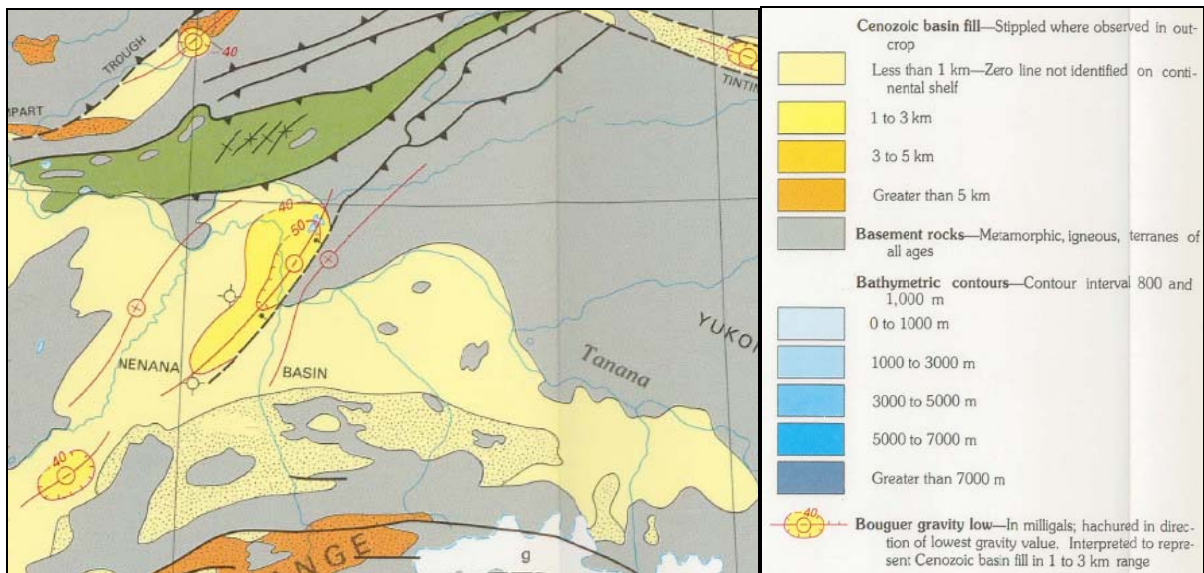 40
TROUGH
MPART
TINTIN
40
50
YUKO
Tanana
NENANA
BASIN
40
NGE
g
Cenozoic basin fill—Stippled where observed in out-
crop
Less than 1 km—Zero line not identified on conti-
nental shelf
1 to 3 km
3 to 5 km
Greater than 5 km
Basement rocks—Metamorphic, igneous, terranes of
all ages
Bathymetric contours—Contour interval 800 and
1,000 m
0 to 1000 m
1000 to 3000 m
3000 to 5000 m
5000 to 7000 m
Greater than 7000 m
40
Bouguer gravity low—In milligals; hachured in direc-
tion of lowest gravity value. Interpreted to repre-
sent Cenozoic basin fill in 1 to 3 km range